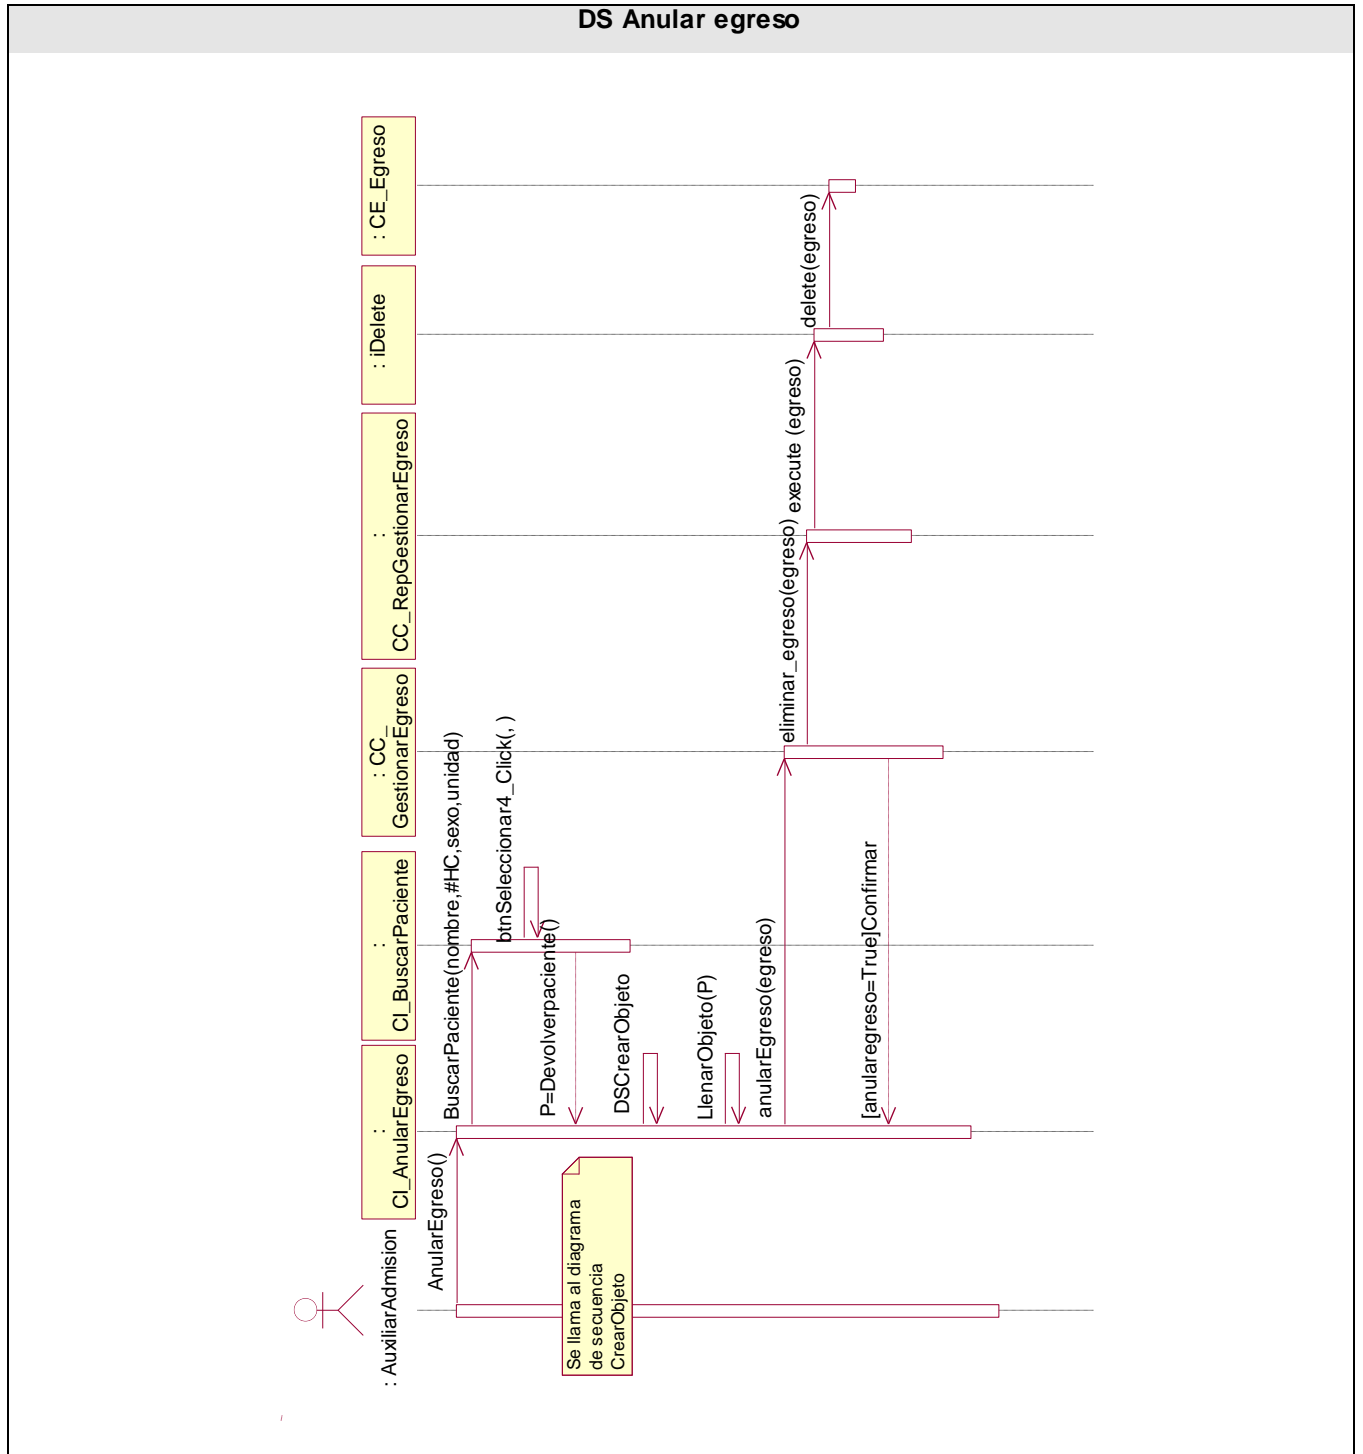 DS Anular egreso
: AuxiliarAdmision
:
CI_AnularEgreso
:
CI_BuscarPaciente
: CC_
GestionarEgreso
:
CC_RepGestionarEgreso
: iDelete
: CE_Egreso
AnularEgreso()
BuscarPaciente(nombre,#HC,sexo,unidad)
btnSeleccionar4_Click(, )
P=Devolverpaciente()
Se llama al diagrama
de secuencia
CrearObjeto
DSCrearObjeto
LlenarObjeto(P)
anularEgreso(egreso)
eliminar_egreso(egreso)
execute (egreso)
delete(egreso)
[anularegreso=True]Confirmar